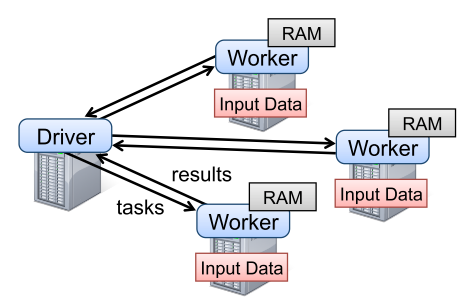 RAM
Worker
Input Data
RAM
Driver
Worker
results
Input Data
RAM
tasks
Worker
Input Data